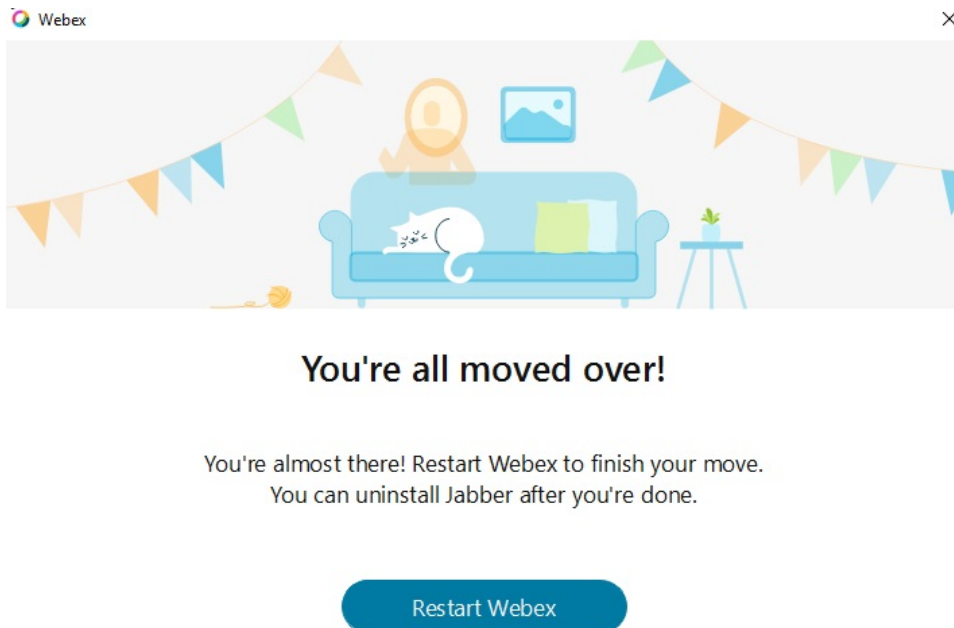 Webex
You're all moved over!
You're almost there! Restart Webex to finish your move.
You can uninstall Jabber after you're done.
Restart Webex